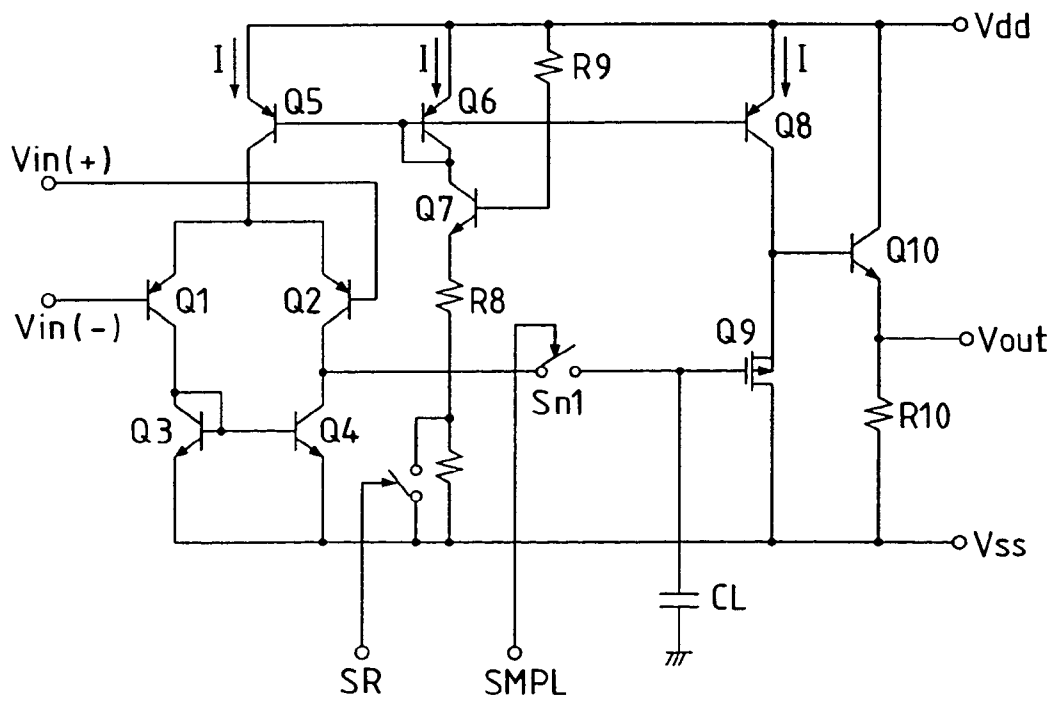 Vdd
I
I
I
R9
Q5
Q6
Q8
Vin(+)
Q7
Q10
Q1
Q2
R8
Vin(-)
Q9
Vout
Sn1
Q3
Q4
R10
Vss
CL
SR
SMPL